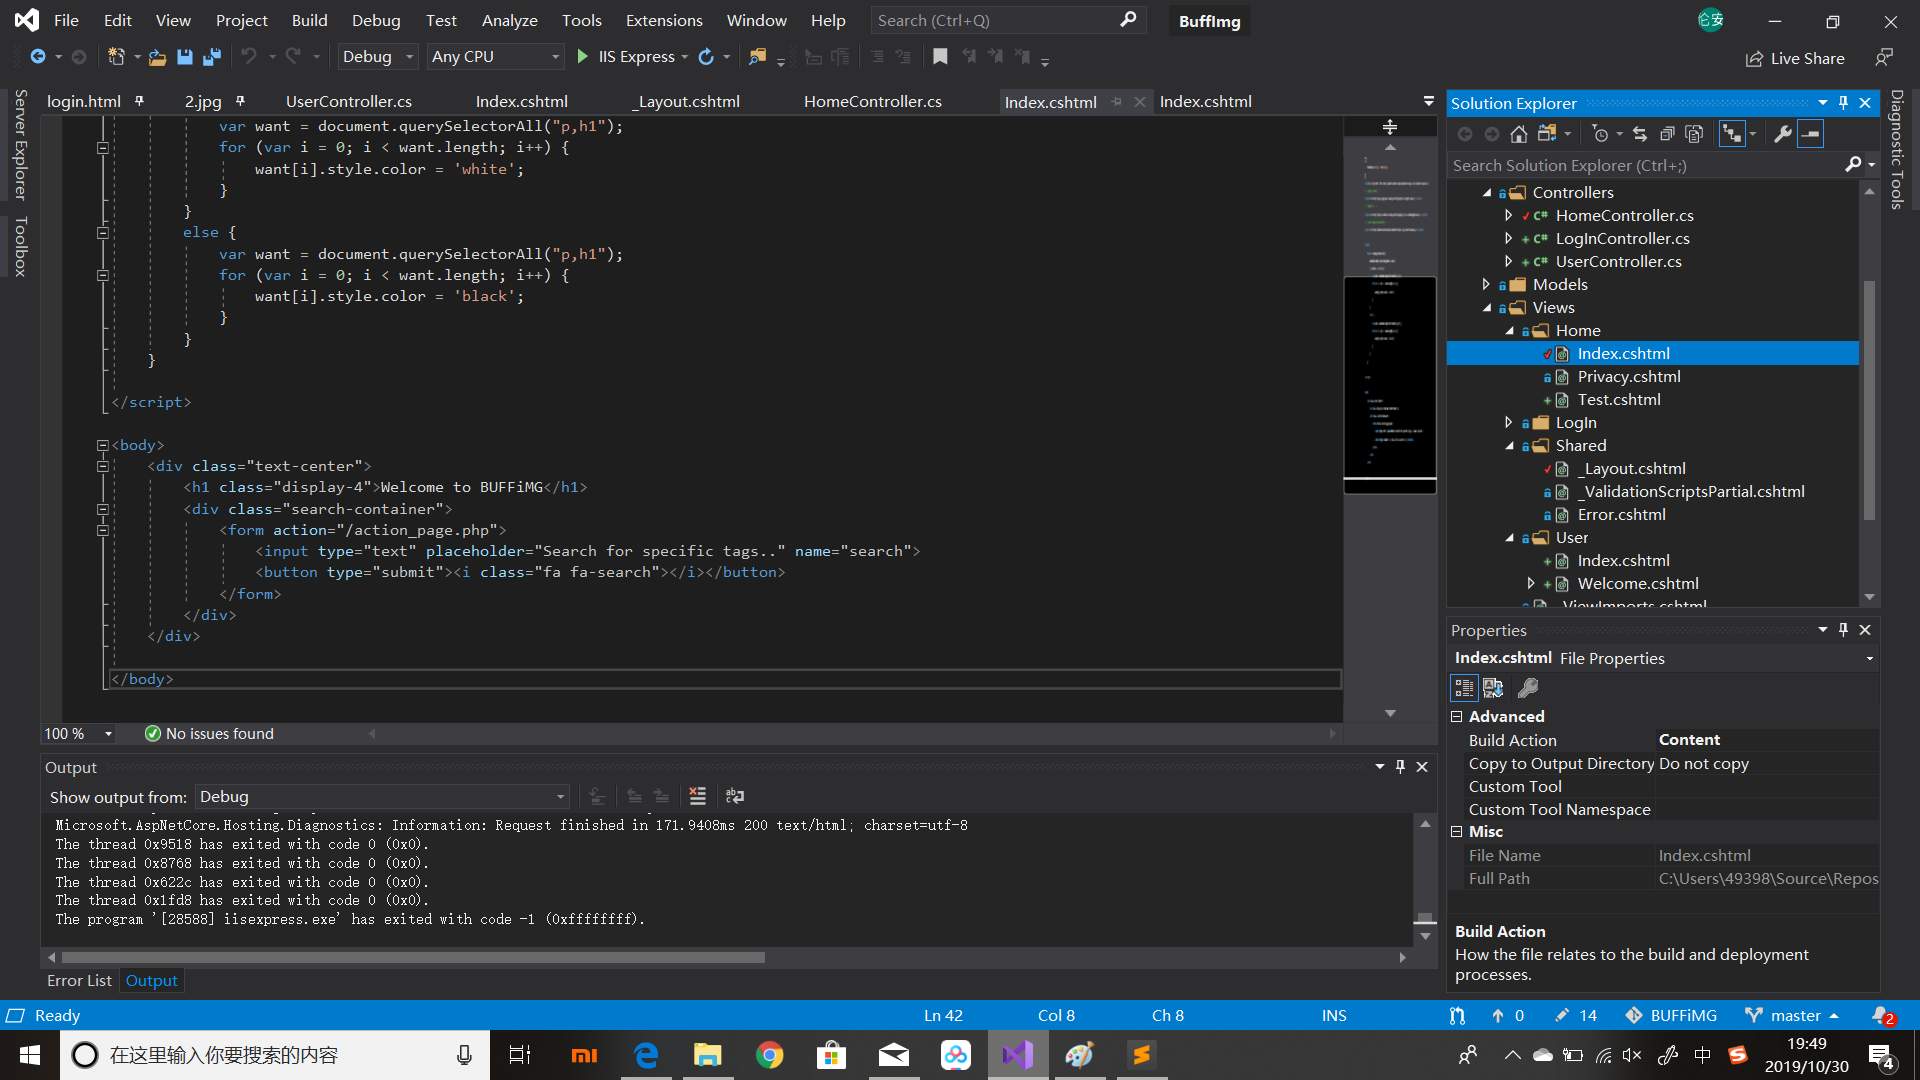 File Edit View Project Build Debug Test Analyze Tools Extensions Window Help Search (Ctrl+Q) BuffImg 伦安
Debug Any CPU IIS Express Live Share
Server Explorer
Toolbox
login.html 2.jpg UserController.cs Index.cshtml _Layout.cshtml HomeController.cs Index.cshtml Index.cshtml
var want = document.querySelectorAll("p,h1");
for (var i = 0; i < want.length; i++) {
want[i].style.color = 'white';
}
}
else {
var want = document.querySelectorAll("p,h1");
for (var i = 0; i < want.length; i++) {
want[i].style.color = 'black';
}
}
}
</script>
<body>
<div class="text-center">
<h1 class="display-4">Welcome to BUFFiMG</h1>
<div class="search-container">
<form action="/action_page.php">
<input type="text" placeholder="Search for specific tags.." name="search">
<button type="submit"><i class="fa fa-search"></i></button>
</form>
</div>
</div>
</body>
100 % No issues found
Output
Show output from: Debug
Microsoft.AspNetCore.Hosting.Diagnostics: Information: Request finished in 171.9408ms 200 text/html; charset=utf-8
The thread 0x9518 has exited with code 0 (0x0).
The thread 0x8768 has exited with code 0 (0x0).
The thread 0x622c has exited with code 0 (0x0).
The thread 0x1fd8 has exited with code 0 (0x0).
The program '[28588] iisexpress.exe' has exited with code -1 (0xffffffff).
Error List Output
Solution Explorer
Search Solution Explorer (Ctrl+;)
Controllers
C# HomeController.cs
C# LogInController.cs
C# UserController.cs
Models
Views
Home
Index.cshtml
Privacy.cshtml
Test.cshtml
LogIn
Shared
_Layout.cshtml
_ValidationScriptsPartial.cshtml
Error.cshtml
User
Index.cshtml
Welcome.cshtml
_ViewImports.cshtml
Diagnostic Tools
Properties
Index.cshtml File Properties
Advanced
Build Action Content
Copy to Output Directory Do not copy
Custom Tool
Custom Tool Namespace
Misc
File Name Index.cshtml
Full Path C:\Users\49398\Source\Repos
Build Action
How the file relates to the build and deployment
processes.
Ready Ln 42 Col 8 Ch 8 INS 0 14 BUFFiMG master 2
在这里输入你要搜索的内容 中 19:49
2019/10/30 4